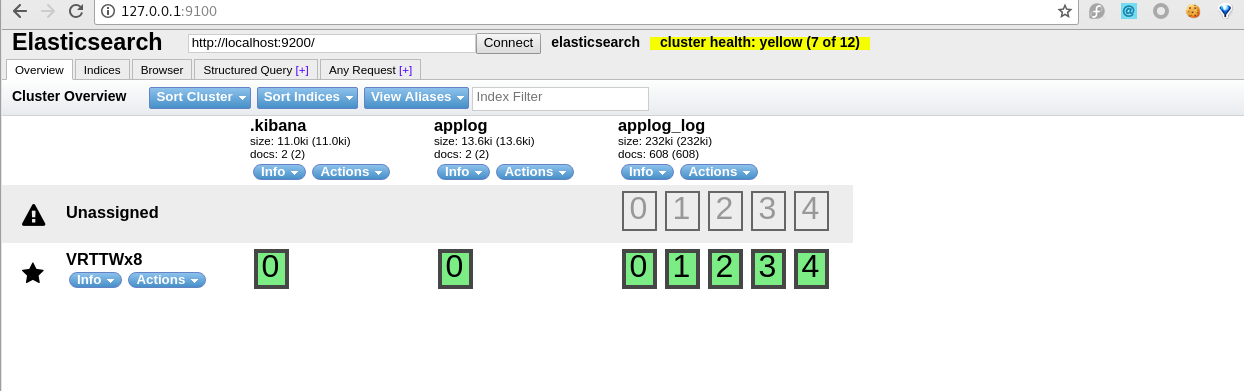 127.0.0.1:9100
Elasticsearch http://localhost:9200/ Connect elasticsearch cluster health: yellow (7 of 12)
Overview Indices Browser Structured Query [+] Any Request [+]
Cluster Overview Sort Cluster Sort Indices View Aliases Index Filter
.kibana applog applog_log
size: 11.0ki (11.0ki) size: 13.6ki (13.6ki) size: 232ki (232ki)
docs: 2 (2) docs: 2 (2) docs: 608 (608)
Info Actions Info Actions Info Actions
Unassigned 0 1 2 3 4
VRTTWx8 0 0 0 1 2 3 4
Info Actions